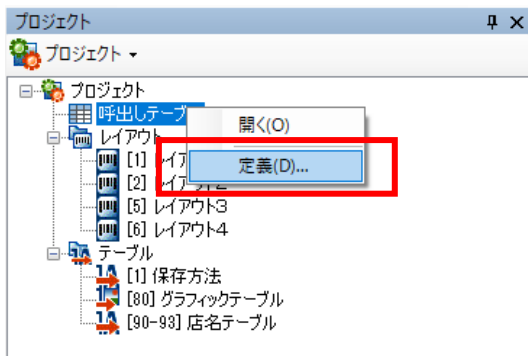 プロジェクト
プロジェクト
プロジェクト
呼出しテーブ
開く(O)
レイアウト
定義(D)...
[1] レイア
[2] レイアウト2
[5] レイアウト3
[6] レイアウト4
テーブル
[1] 保存方法
[80] グラフィックテーブル
[90-93] 店名テーブル